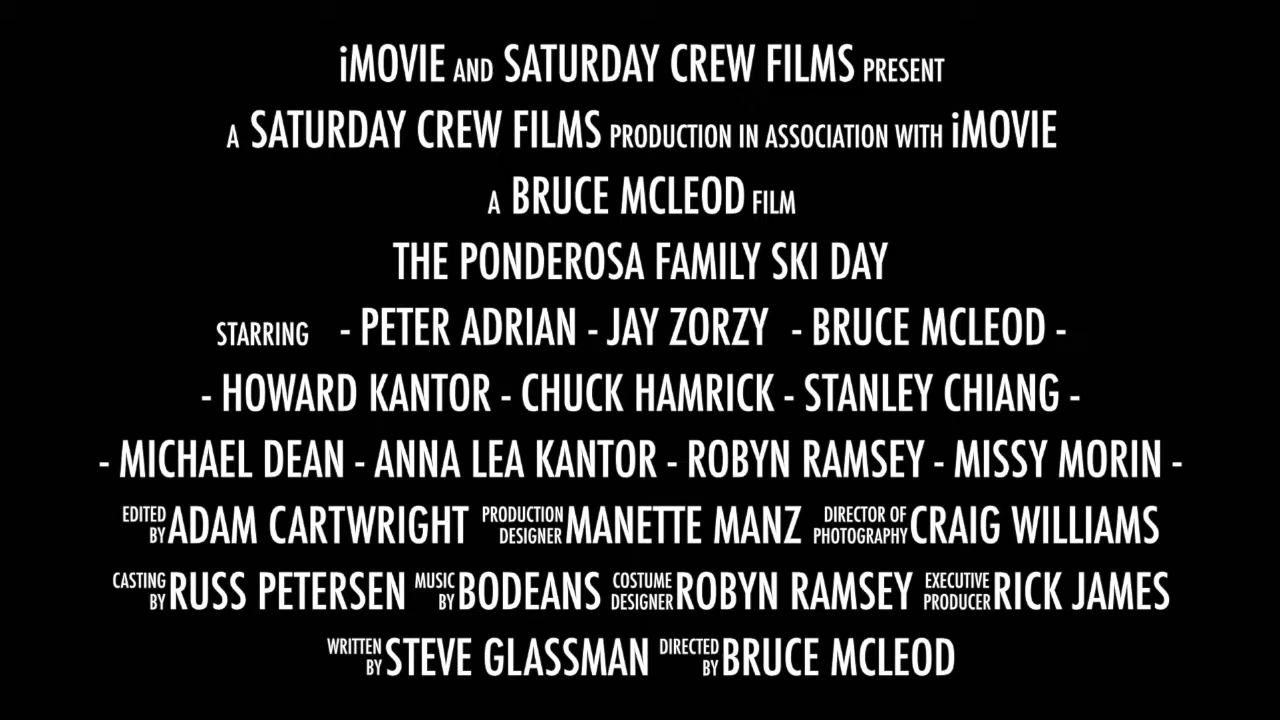 iMOVIE AND SATURDAY CREW FILMS PRESENT
A SATURDAY CREW FILMS PRODUCTION IN ASSOCIATION WITH iMOVIE
A BRUCE MCLEOD FILM
THE PONDEROSA FAMILY SKI DAY
STARRING - PETER ADRIAN - JAY ZORZY - BRUCE MCLEOD -
- HOWARD KANTOR - CHUCK HAMRICK - STANLEY CHIANG -
- MICHAEL DEAN - ANNA LEA KANTOR - ROBYN RAMSEY - MISSY MORIN -
EDITED BY ADAM CARTWRIGHT PRODUCTION DESIGNER MANETTE MANZ DIRECTOR OF PHOTOGRAPHY CRAIG WILLIAMS
CASTING BY RUSS PETERSEN MUSIC BY BODEANS COSTUME DESIGNER ROBYN RAMSEY EXECUTIVE PRODUCER RICK JAMES
WRITTEN BY STEVE GLASSMAN DIRECTED BY BRUCE MCLEOD